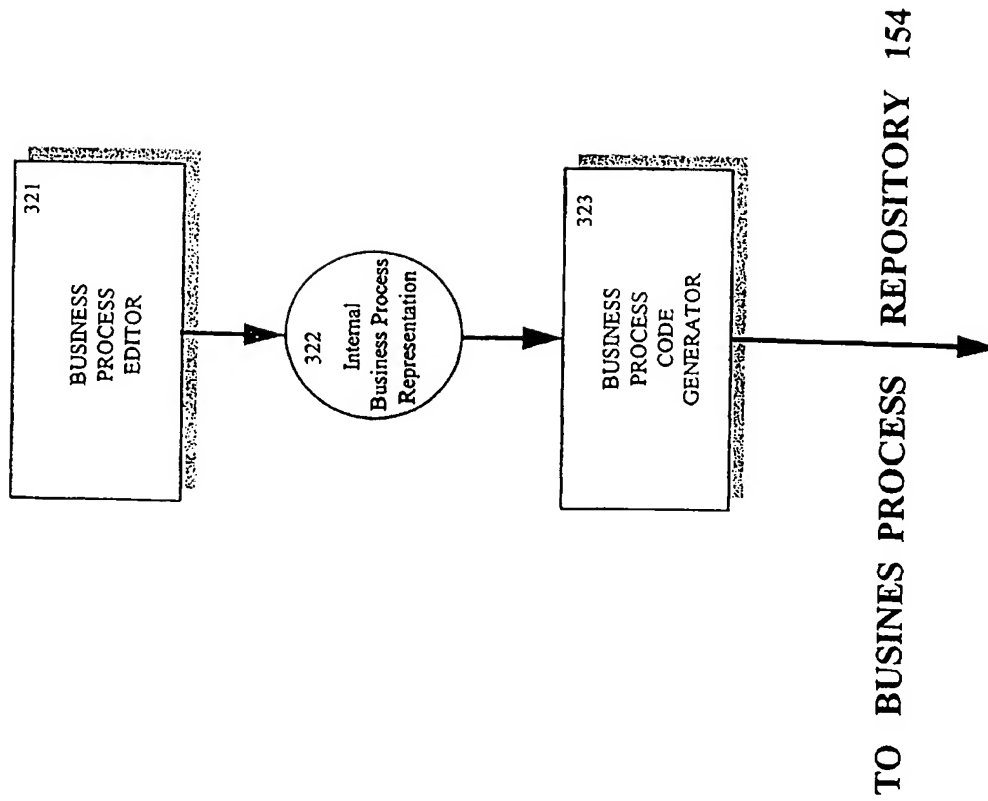 321
BUSINESS
PROCESS
EDITOR
322
Internal
Business Process
Representation
323
BUSINESS
PROCESS
CODE
GENERATOR
TO BUSINES PROCESS REPOSITORY 154